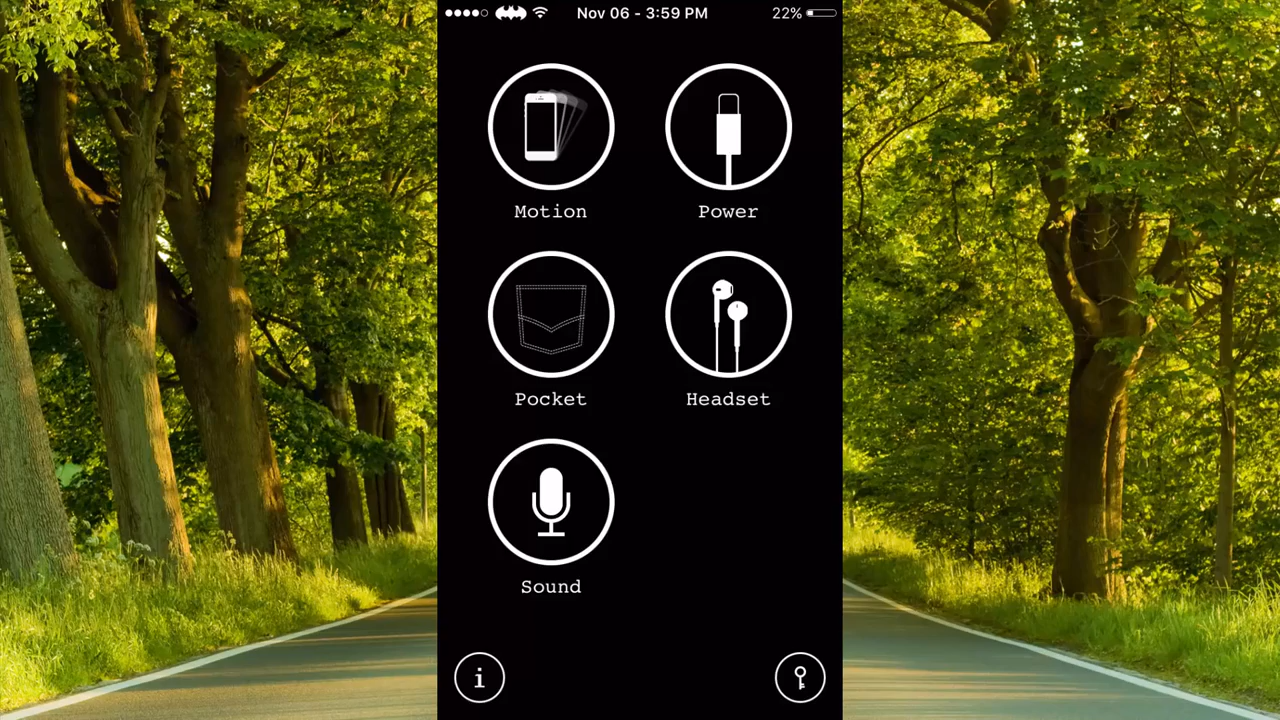 Nov 06 - 3:59 PM
22%
Motion
Power
Pocket
Headset
Sound
i